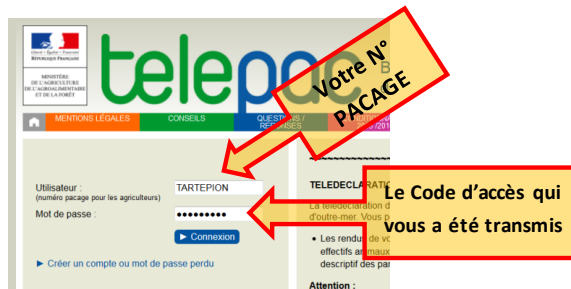 Liberté • Égalité • Fraternité
RÉPUBLIQUE FRANÇAISE
MINISTÈRE
DE L'AGRICULTURE
DE L'AGROALIMENTAIRE
ET DE LA FORÊT
telepac
B
Votre N°
PACAGE
MENTIONS LÉGALES
CONSEILS
QUESTIONS /
RÉPONSES
Utilisateur :
(numéro pacage pour les agriculteurs)
TARTEPION
Mot de passe :
•••••••••
► Connexion
► Créer un compte ou mot de passe perdu
TELEDECLARATIO
La télédéclaration d
d'outre-mer. Vous p
• Les rendus de vo
effectifs animaux
descriptif des par
Attention :
Le Code d'accès qui
vous a été transmis